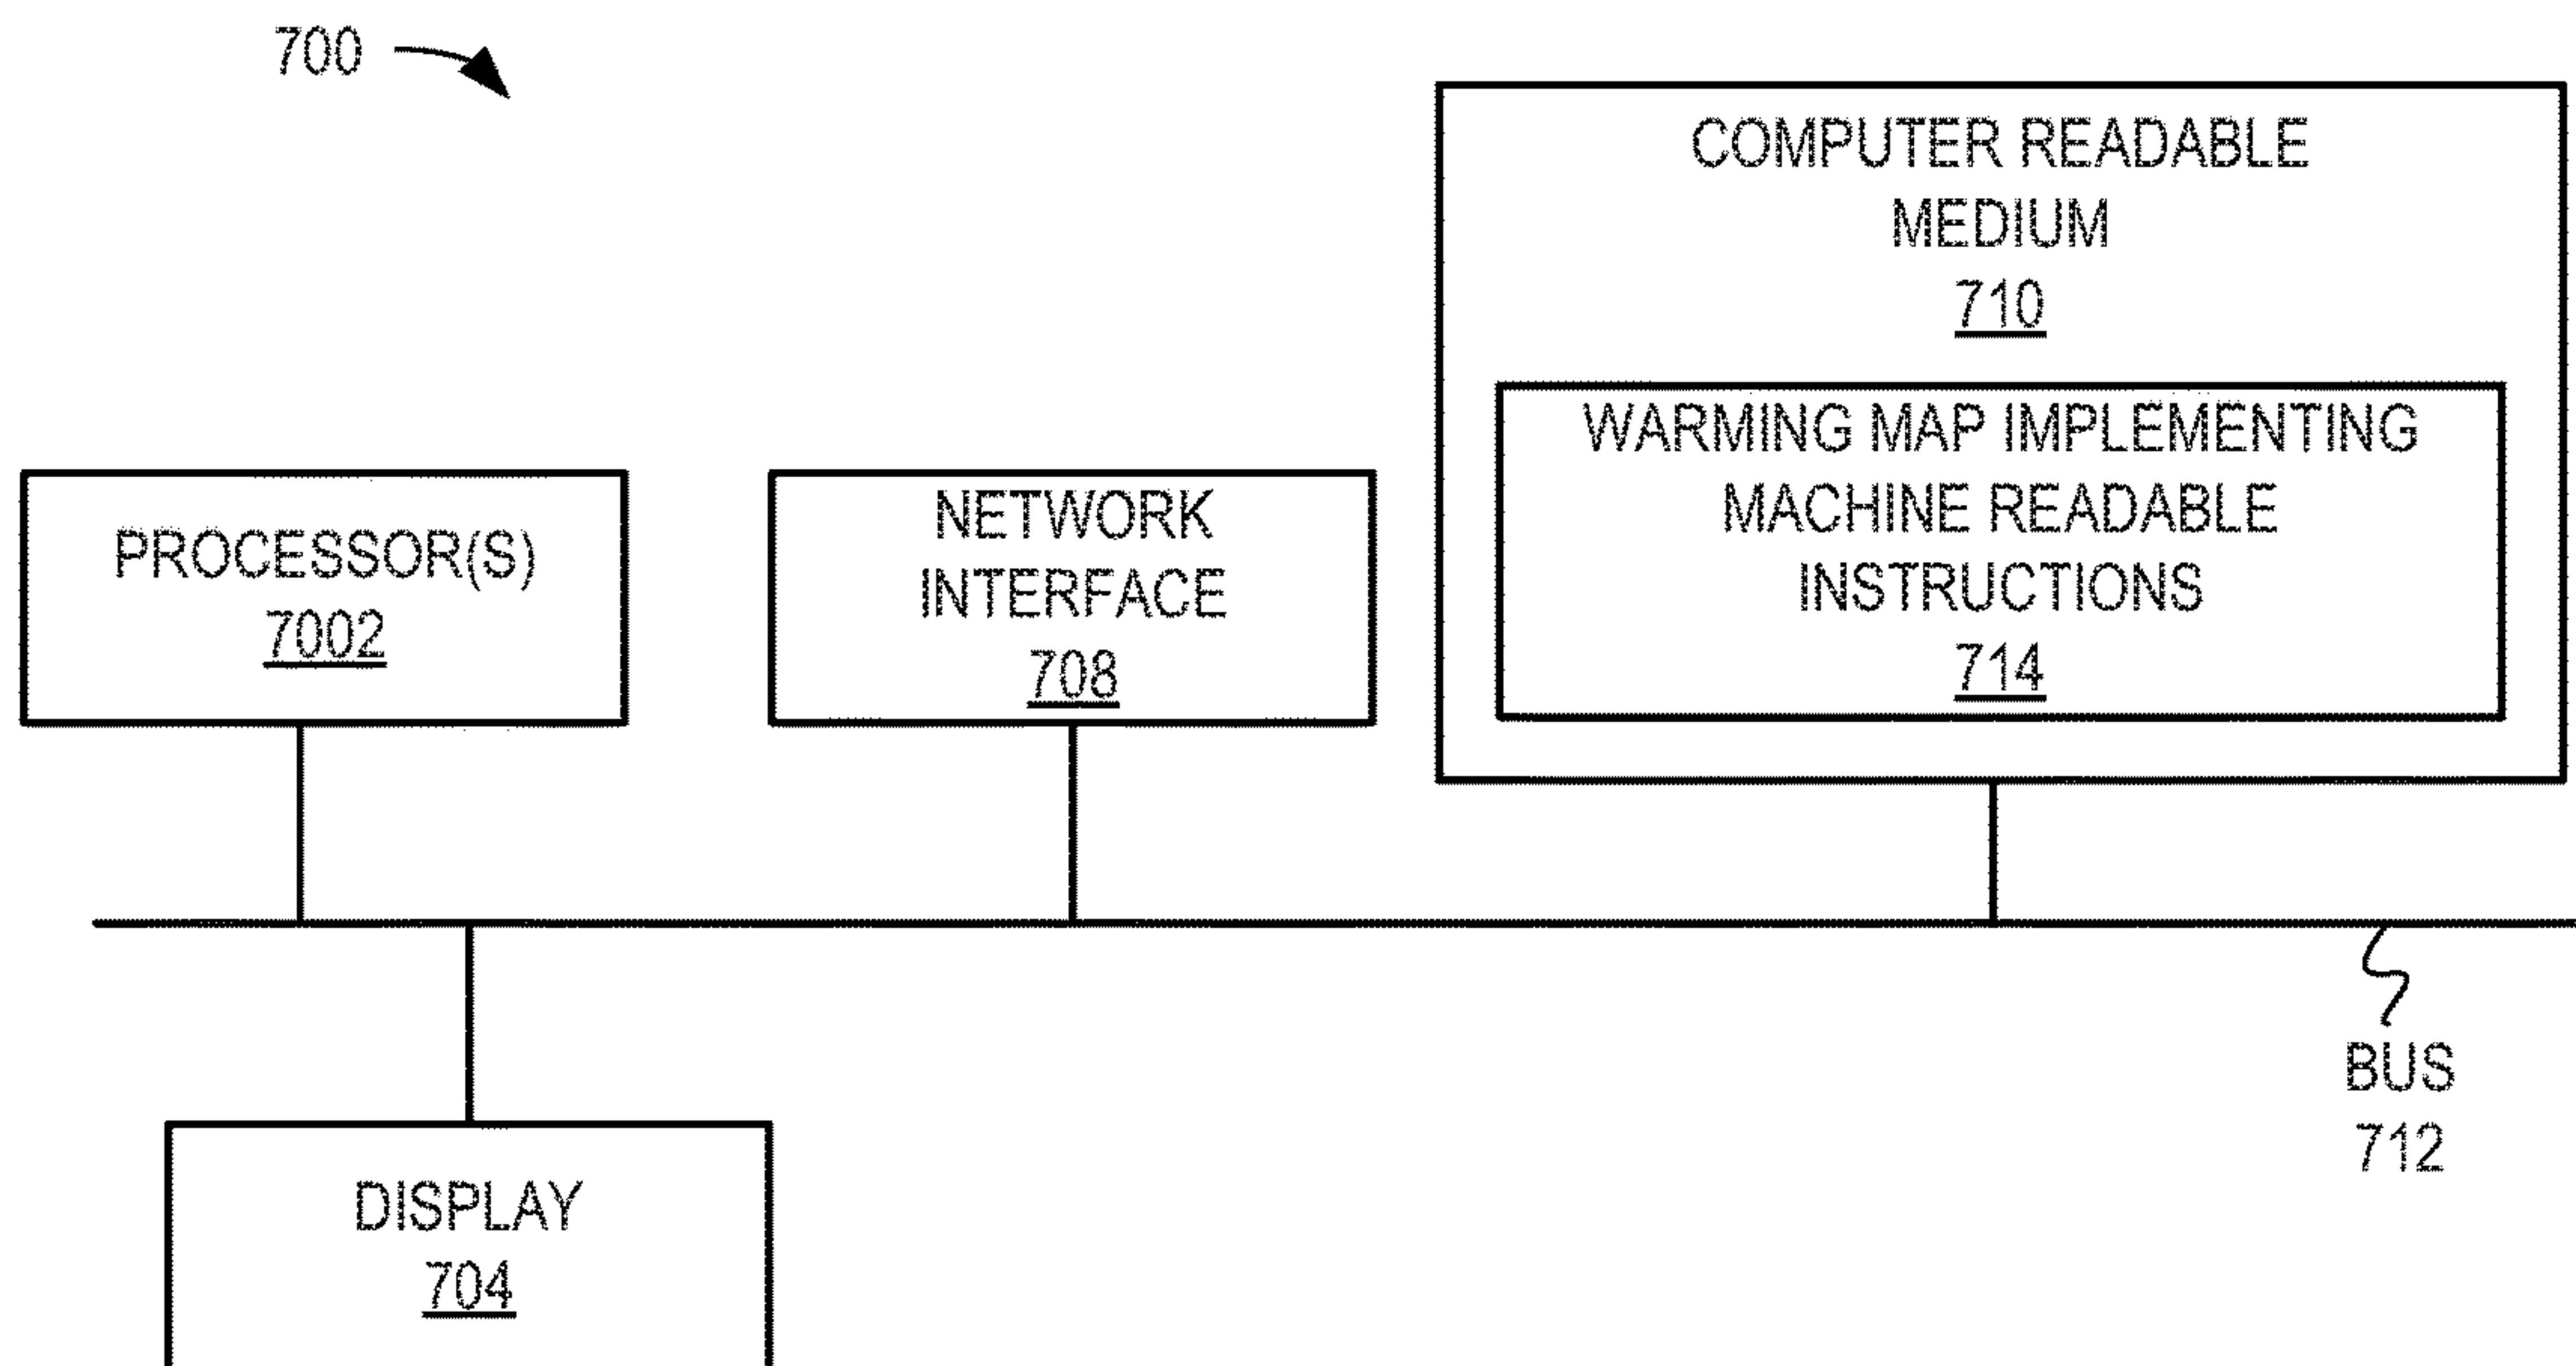 700
COMPUTER READABLE
MEDIUM
710
WARMING MAP IMPLEMENTING
MACHINE READABLE
INSTRUCTIONS
714
PROCESSOR(S)
7002
NETWORK
INTERFACE
708
BUS
712
DISPLAY
704